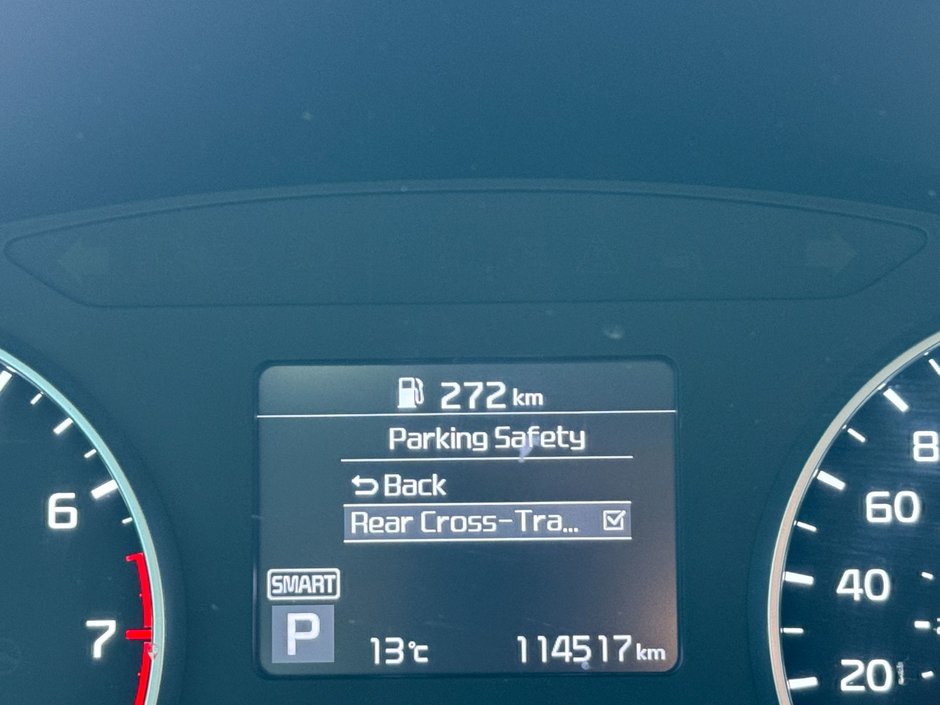 272 km
Parking Safety
Back
Rear Cross-Tra...
SMART
P
13°C
114517 km
6
7
8
60
40
20